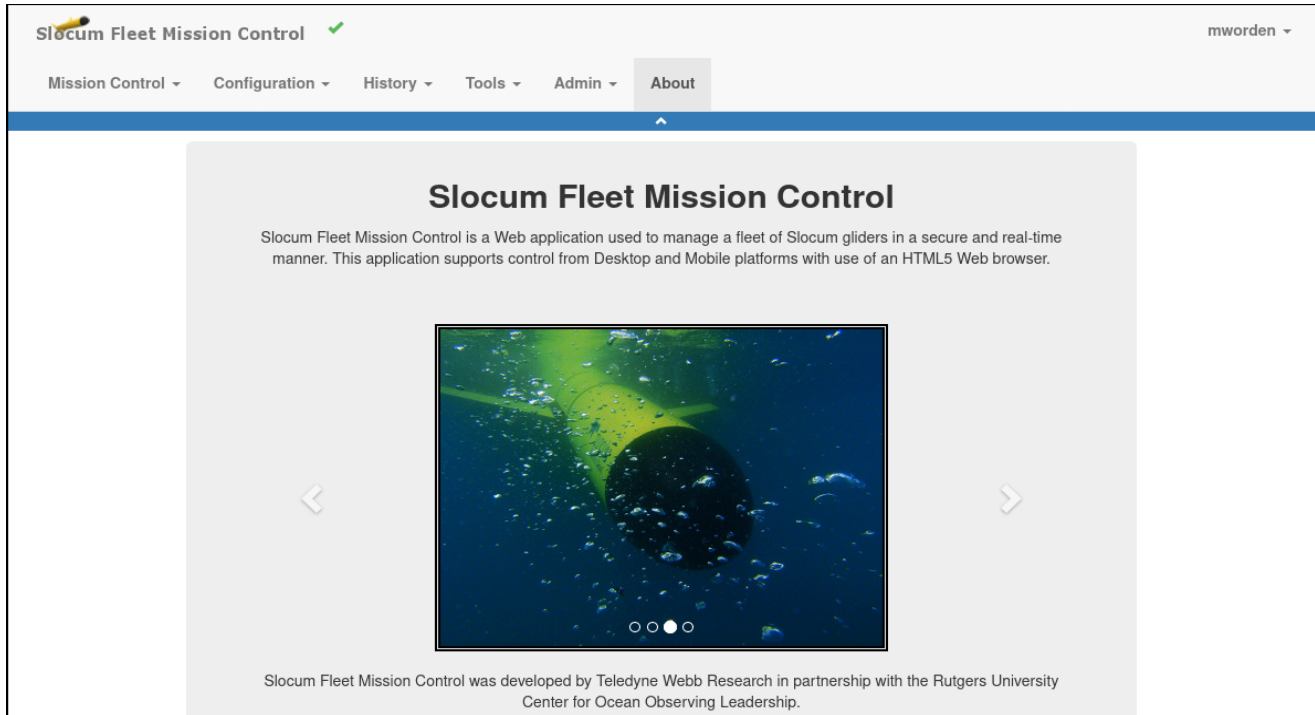 Slocum Fleet Mission Control
mworden
Mission Control
Configuration
History
Tools
Admin
About
Slocum Fleet Mission Control
Slocum Fleet Mission Control is a Web application used to manage a fleet of Slocum gliders in a secure and real-time
manner. This application supports control from Desktop and Mobile platforms with use of an HTML5 Web browser.
Slocum Fleet Mission Control was developed by Teledyne Webb Research in partnership with the Rutgers University
Center for Ocean Observing Leadership.